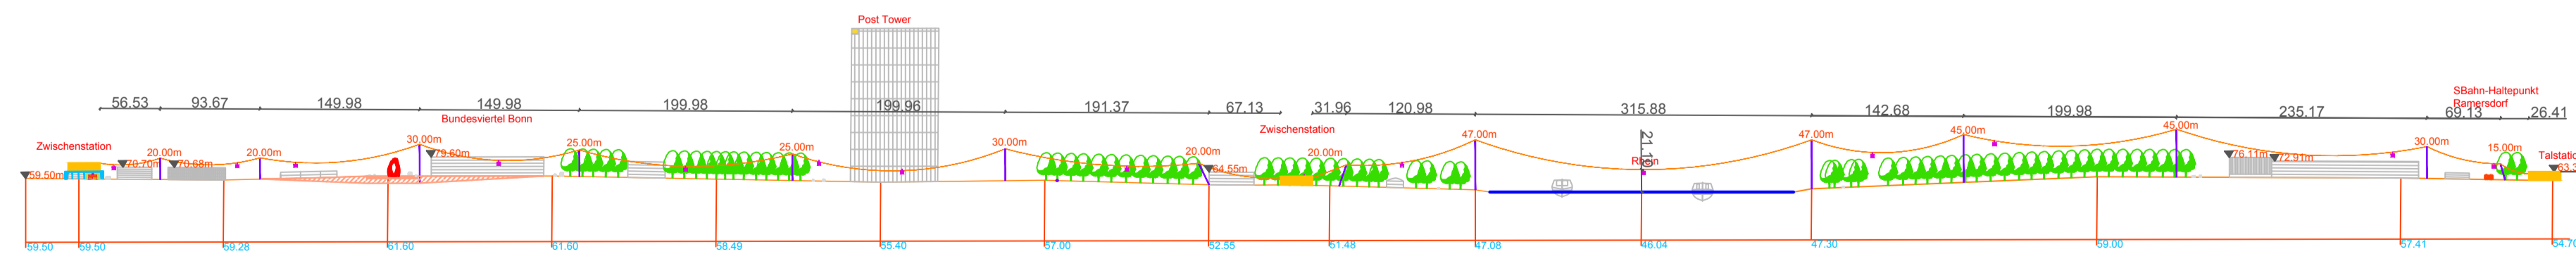 Post Tower
SBahn-Haltepunkt
Ramersdorf
56.53 93.67 149.98 149.98 199.98 199.96 191.37 67.13 31.96 120.98 315.88 142.68 199.98 235.17 69.13 26.41
Bundesviertel Bonn
Zwischenstation
Zwischenstation
47.00m 47.00m 45.00m 45.00m
Zwischenstation
20.00m 20.00m 30.00m 25.00m 25.00m 30.00m 20.00m 20.00m 30.00m 15.00m
21.10
Rhein
70.70m 70.68m 79.60m 64.55m 76.11m 72.91m
59.50m
59.50 59.50 59.28 61.60 61.60 58.49 55.40 57.00 52.55 51.48 47.08 46.04 47.30 59.00 57.41